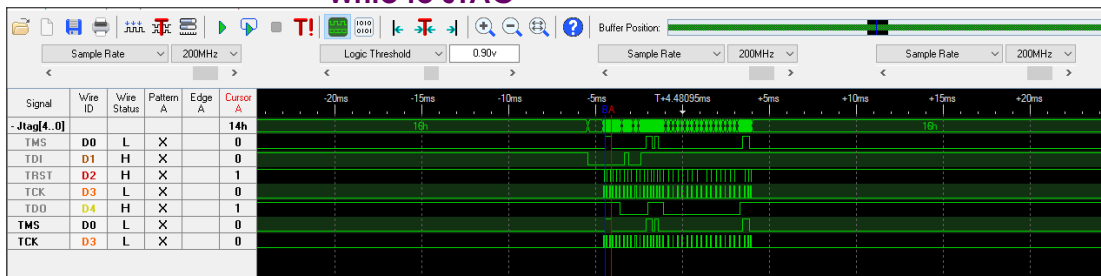 while is JTAG
T!
Buffer Position:
Sample Rate 200MHz Logic Threshold 0.90v Sample Rate 200MHz Sample Rate 200MHz
Signal Wire ID Wire Status Pattern A Edge A Cursor A -20ms -15ms -10ms -5ms T+4.48095ms +5ms +10ms +15ms +20ms
B A
- Jtag[4..0] 14h 16h 16h
TMS D0 L X 0
TDI D1 H X 0
TRST D2 H X 1
TCK D3 L X 0
TDO D4 H X 1
TMS D0 L X 0
TCK D3 L X 0